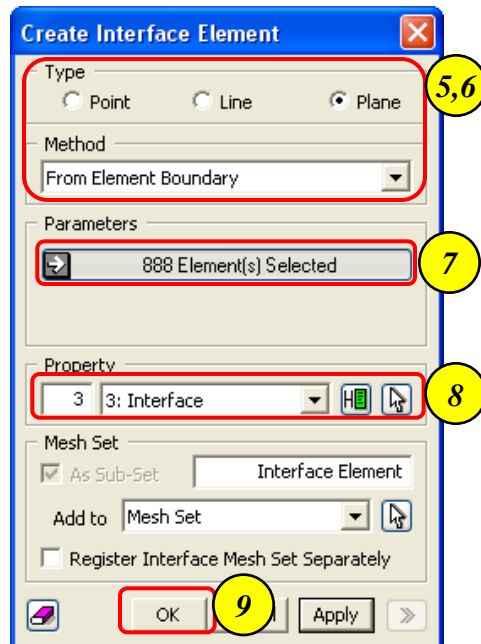 Create Interface Element
Type
Point Line Plane
5,6
Method
From Element Boundary
Parameters
888 Element(s) Selected
7
Property
3 3: Interface
8
Mesh Set
As Sub-Set Interface Element
Add to Mesh Set
Register Interface Mesh Set Separately
OK 9 Apply